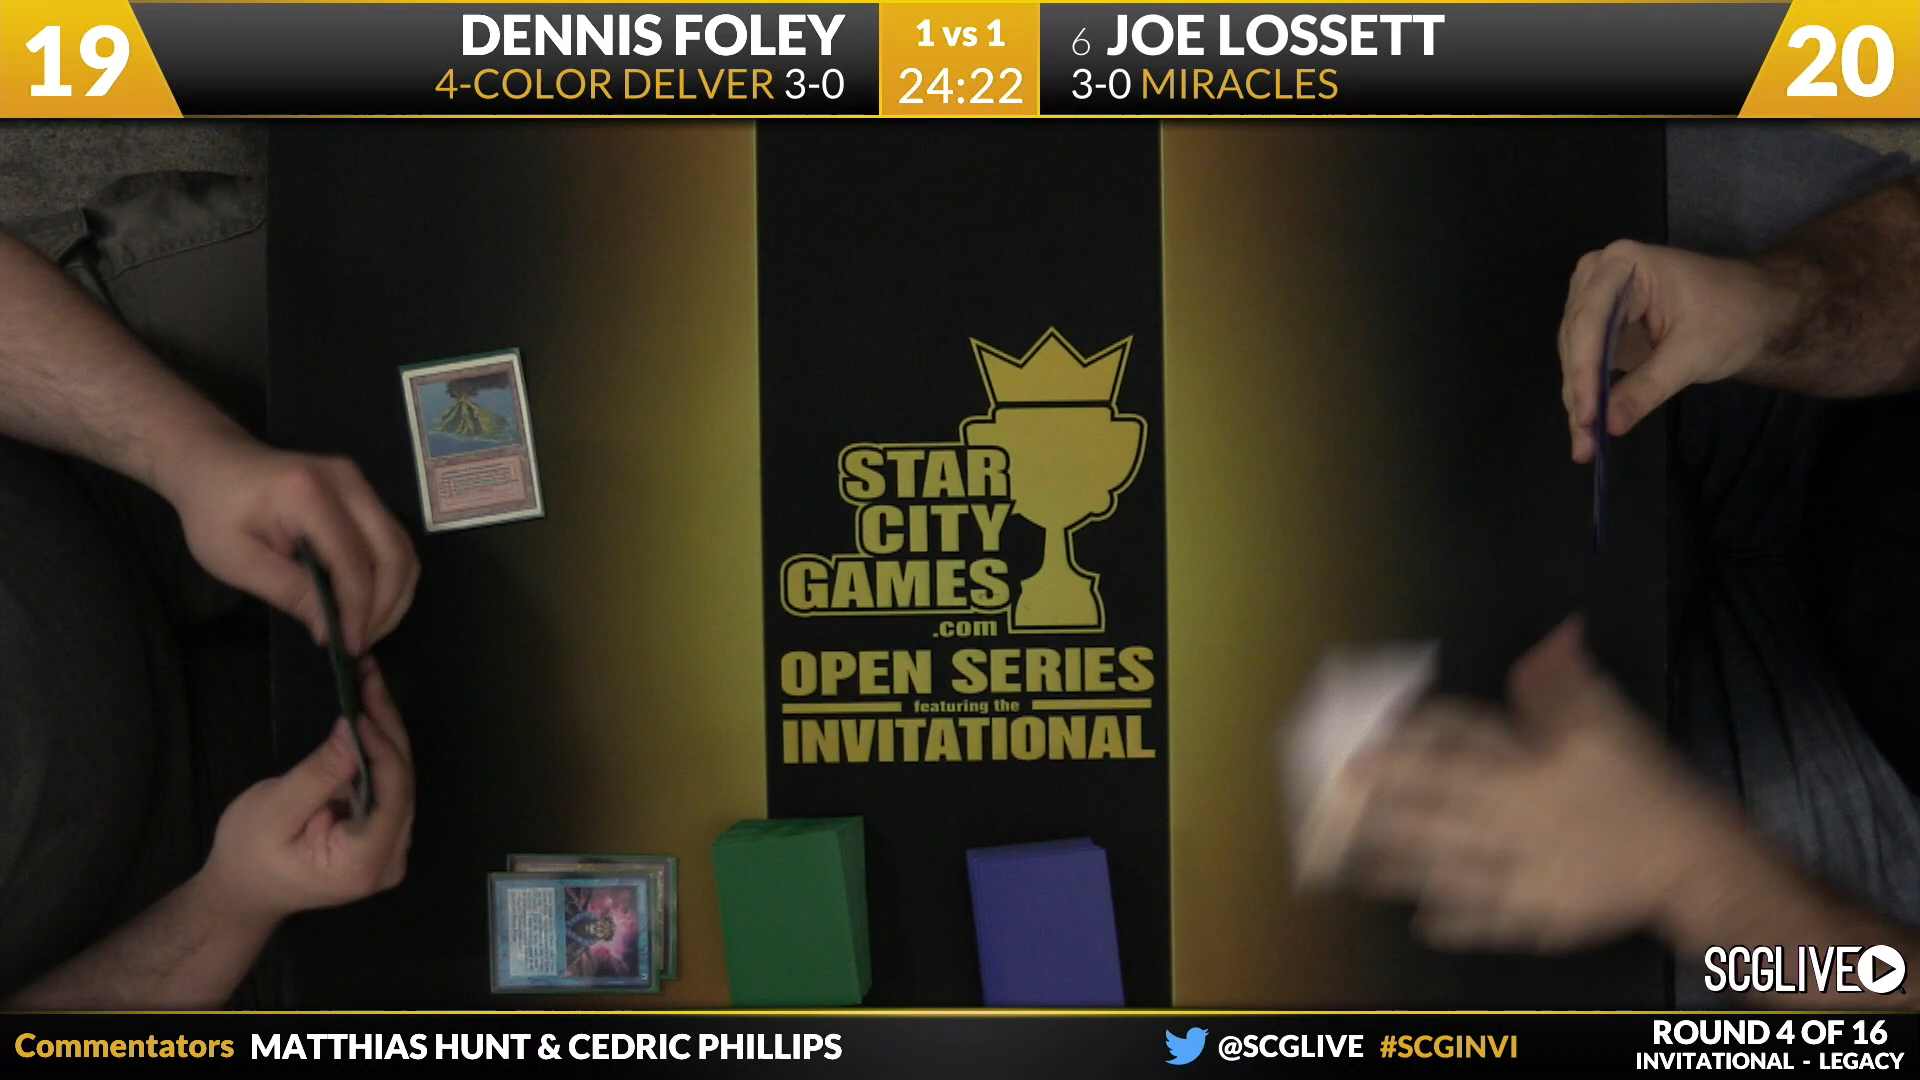 19
DENNIS FOLEY
4-COLOR DELVER 3-0
1 vs 1
24:22
6 JOE LOSSETT
3-0 MIRACLES
20
STAR
CITY
GAMES
.com
OPEN SERIES
featuring the
INVITATIONAL
SCGLIVE
Commentators MATTHIAS HUNT & CEDRIC PHILLIPS
@SCGLIVE #SCGINVI
ROUND 4 OF 16
INVITATIONAL - LEGACY